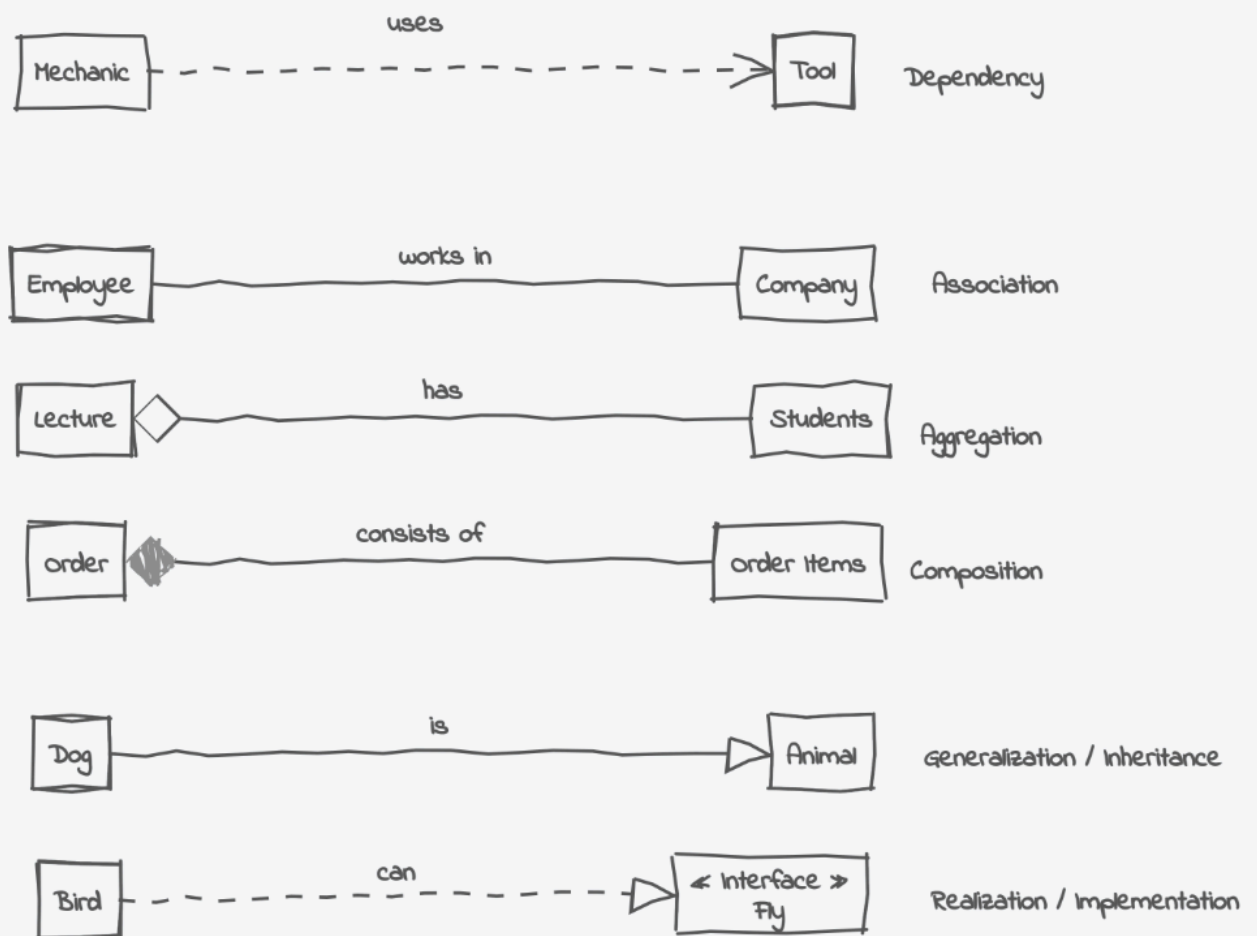 uses
Mechanic
Tool
Dependency
works in
Employee
Company
Association
has
Lecture
Students
Aggregation
consists of
Order
Order Items
Composition
is
Dog
Animal
Generalization / Inheritance
can
Bird
« Interface »
Fly
Realization / Implementation